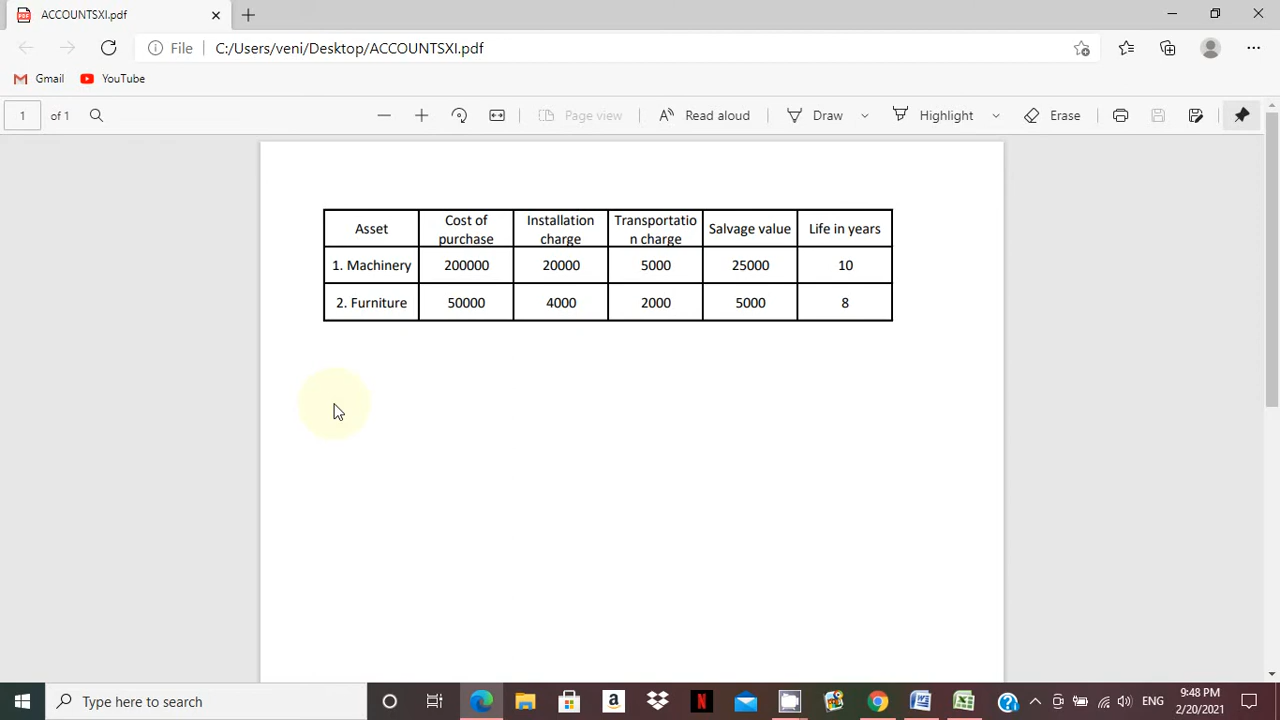 ACCOUNTSXI.pdf
File C:/Users/veni/Desktop/ACCOUNTSXI.pdf
Gmail YouTube
1 of 1 Page view Read aloud Draw Highlight Erase
Asset Cost of purchase Installation charge Transportatio n charge Salvage value Life in years
1. Machinery 200000 20000 5000 25000 10
2. Furniture 50000 4000 2000 5000 8
Type here to search a N ENG 9:48 PM
2/20/2021